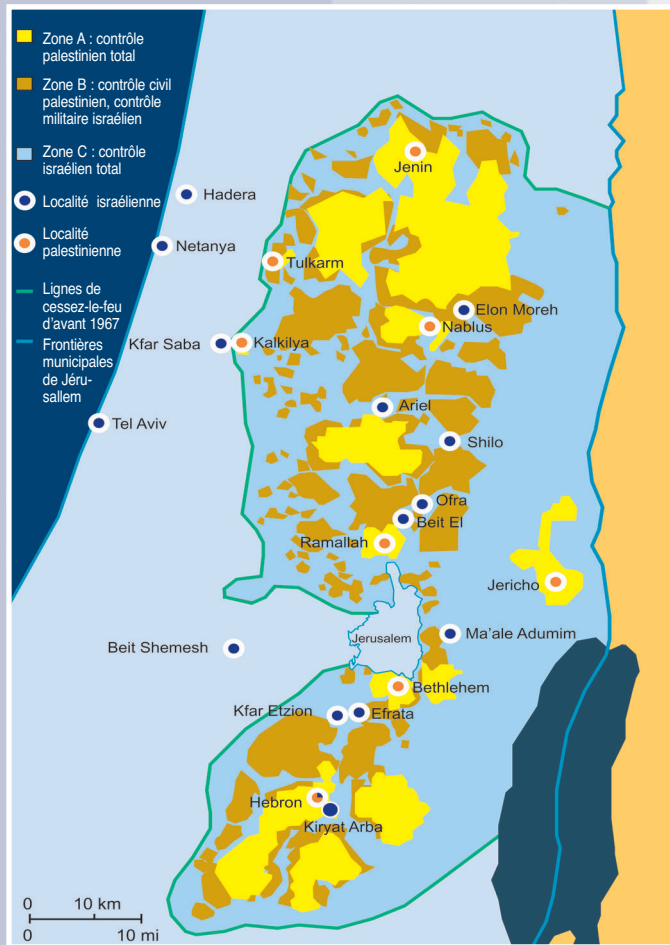 Zone A : contrôle
palestinien total
Zone B : contrôle civil
palestinien, contrôle
militaire israélien
Zone C : contrôle
israélien total
Localité israélienne
Localité
palestinienne
Lignes de
cessez-le-feu
d'avant 1967
Frontières
municipales
de Jéru-
sallem
Jenin
Hadera
Netanya
Tulkarm
Elon Moreh
Nablus
Kfar Saba
Kalkilya
Ariel
Tel Aviv
Shilo
Ofra
Beit El
Ramallah
Jericho
Jerusalem
Ma'ale Adumim
Beit Shemesh
Bethlehem
Kfar Etzion
Efrata
Hebron
Kiryat Arba
0 10 km
0 10 mi